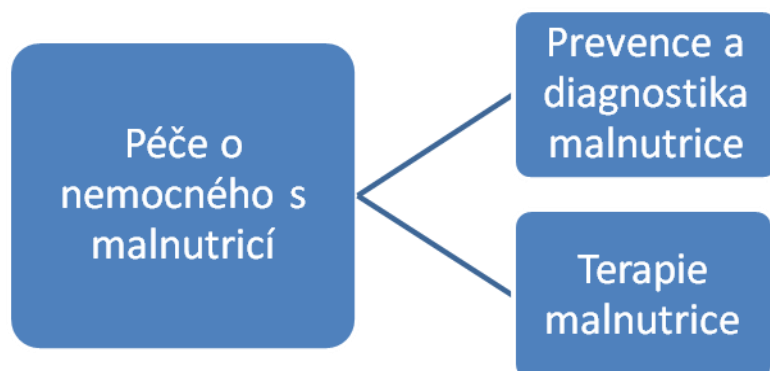 Péče o
nemocného s
malnutricí
Prevence a
diagnostika
malnutrice
Terapie
malnutrice